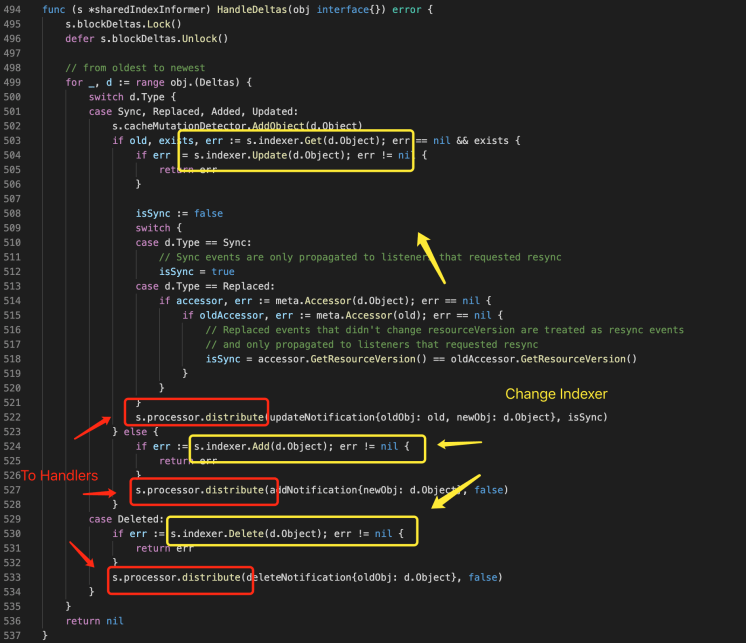 494 func (s *sharedIndexInformer) HandleDeltas(obj interface{}) error {
495     s.blockDeltas.Lock()
496     defer s.blockDeltas.Unlock()
497
498     // from oldest to newest
499     for _, d := range obj.(Deltas) {
500         switch d.Type {
501         case Sync, Replaced, Added, Updated:
502             s.cacheMutationDetector.AddObject(d.Object)
503             if old, exists, err := s.indexer.Get(d.Object); err == nil && exists {
504                 if err := s.indexer.Update(d.Object); err != nil {
505                     return err
506                 }
507
508                 isSync := false
509                 switch {
510                 case d.Type == Sync:
511                     // Sync events are only propagated to listeners that requested resync
512                     isSync = true
513                 case d.Type == Replaced:
514                     if accessor, err := meta.Accessor(d.Object); err == nil {
515                         if oldAccessor, err := meta.Accessor(old); err == nil {
516                             // Replaced events that didn't change resourceVersion are treated as resync events
517                             // and only propagated to listeners that requested resync
518                             isSync = accessor.GetResourceVersion() == oldAccessor.GetResourceVersion()
519                         }
520                     }
Change Indexer
521                 }
522                 s.processor.distribute(updateNotification{oldObj: old, newObj: d.Object}, isSync)
523             } else {
524                 if err := s.indexer.Add(d.Object); err != nil {
525                     return err
526                 }
To Handlers
527                 s.processor.distribute(addNotification{newObj: d.Object}, false)
528             }
529         case Deleted:
530             if err := s.indexer.Delete(d.Object); err != nil {
531                 return err
532             }
533             s.processor.distribute(deleteNotification{oldObj: d.Object}, false)
534         }
535     }
536     return nil
537 }